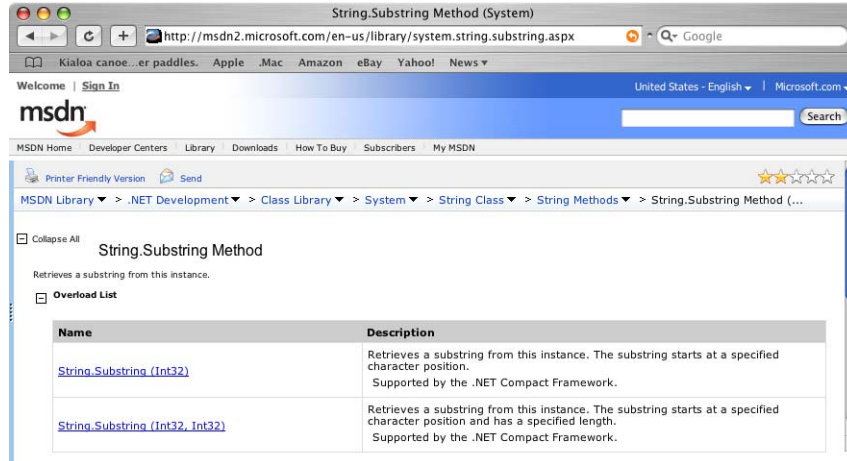 String.Substring Method (System)
http://msdn2.microsoft.com/en-us/library/system.string.substring.aspx
Google
Kialoa canoe...er paddles. Apple .Mac Amazon eBay Yahoo! News
Welcome | Sign In
United States - English | Microsoft.com
msdn
Search
MSDN Home Developer Centers Library Downloads How To Buy Subscribers My MSDN
Printer Friendly Version Send
MSDN Library > .NET Development > Class Library > System > String Class > String Methods > String.Substring Method (...
Collapse All
String.Substring Method
Retrieves a substring from this instance.
Overload List
Name Description
String.Substring (Int32)
Retrieves a substring from this instance. The substring starts at a specified
character position.
Supported by the .NET Compact Framework.
String.Substring (Int32, Int32)
Retrieves a substring from this instance. The substring starts at a specified
character position and has a specified length.
Supported by the .NET Compact Framework.